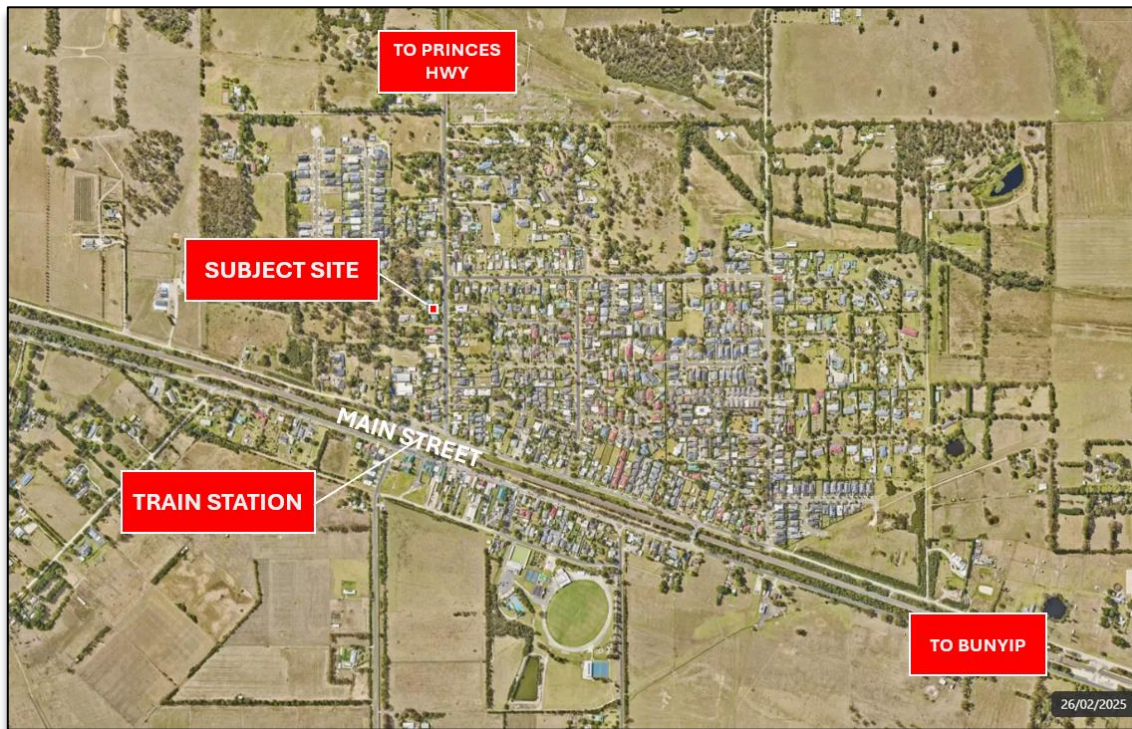 TO PRINCES
HWY
SUBJECT SITE
MAIN STREET
TRAIN STATION
TO BUNYIP
26/02/2025